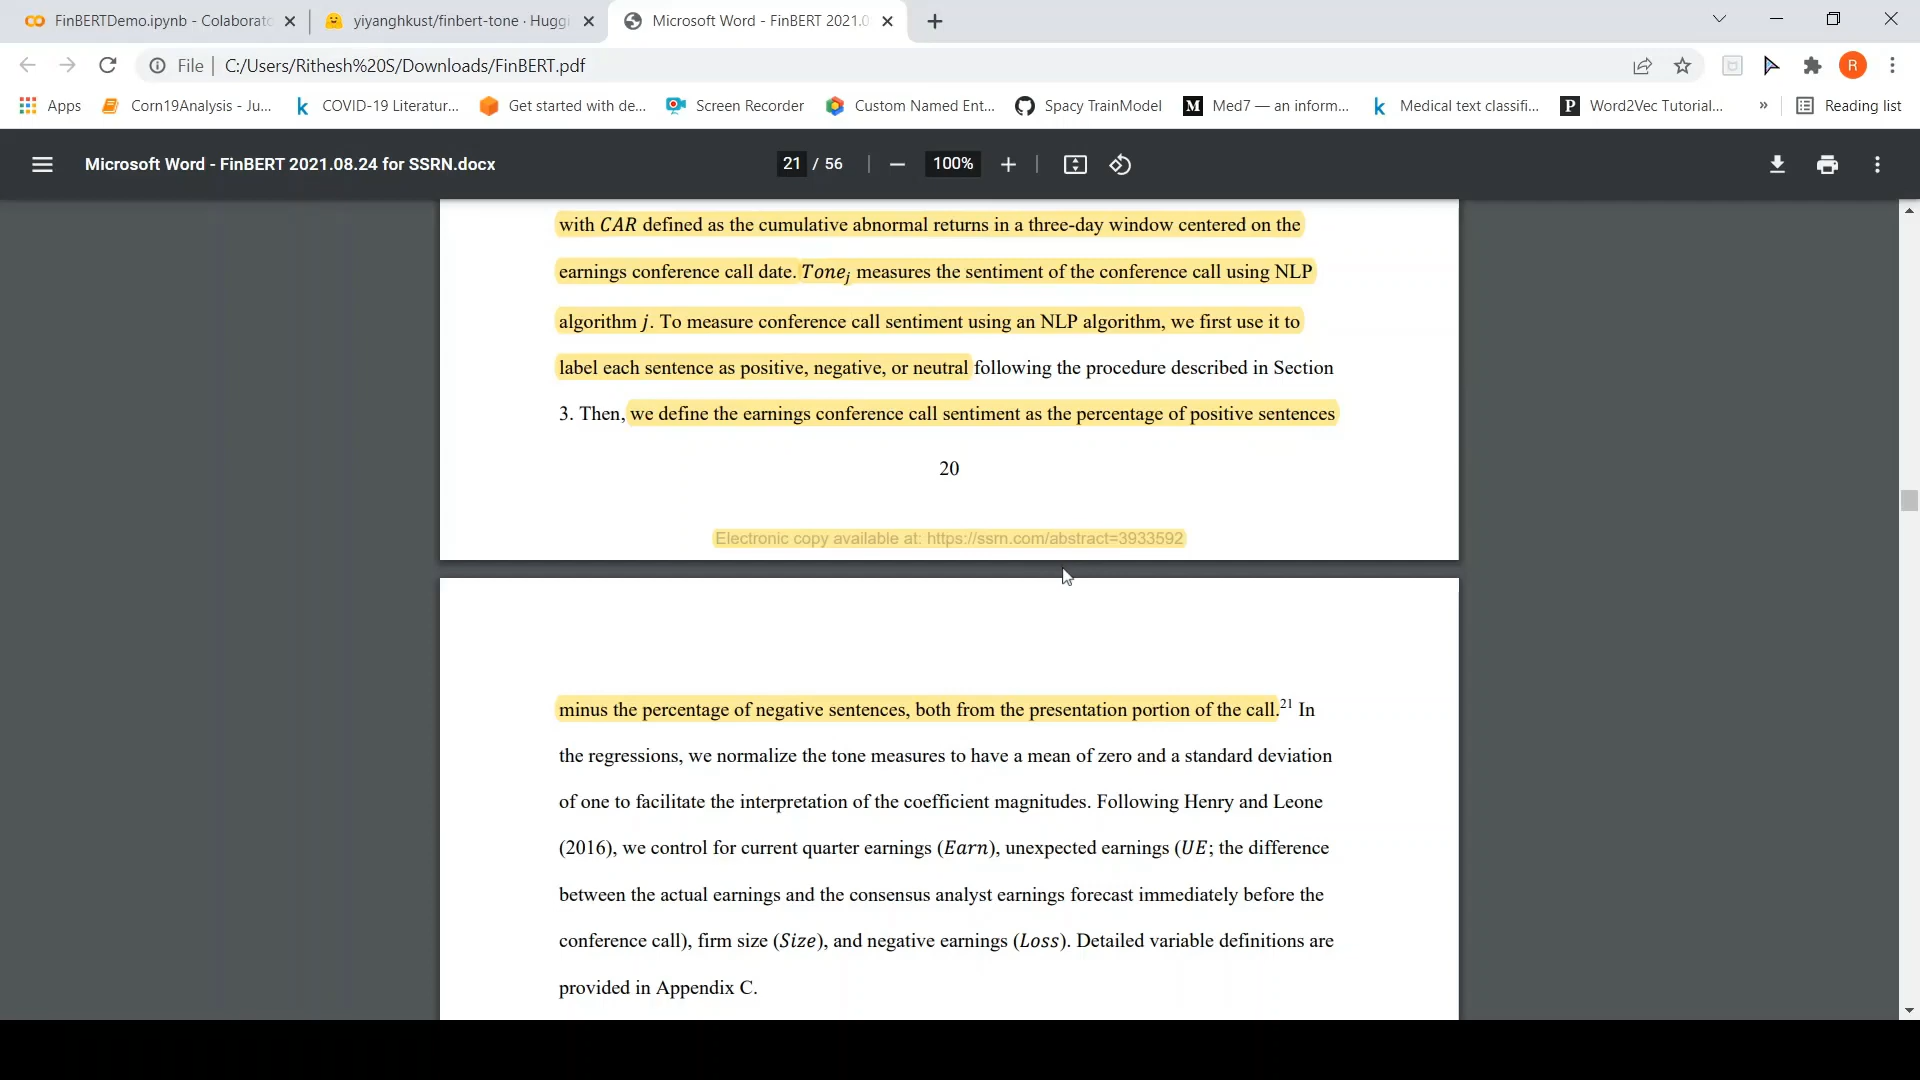 FinBERTDemo.ipynb - Colaborato
yiyanghkust/finbert-tone · Huggi
Microsoft Word - FinBERT 2021.0
File
C:/Users/Rithesh%20S/Downloads/FinBERT.pdf
R
Apps
Corn19Analysis - Ju...
COVID-19 Literatur...
Get started with de...
Screen Recorder
Custom Named Ent...
Spacy TrainModel
Med7 — an inform...
Medical text classifi...
Word2Vec Tutorial...
»
Reading list
Microsoft Word - FinBERT 2021.08.24 for SSRN.docx
21 / 56
100%
with CAR defined as the cumulative abnormal returns in a three-day window centered on the
earnings conference call date. Tonej measures the sentiment of the conference call using NLP
algorithm j. To measure conference call sentiment using an NLP algorithm, we first use it to
label each sentence as positive, negative, or neutral following the procedure described in Section
3. Then, we define the earnings conference call sentiment as the percentage of positive sentences
20
Electronic copy available at: https://ssrn.com/abstract=3933592
minus the percentage of negative sentences, both from the presentation portion of the call.21 In
the regressions, we normalize the tone measures to have a mean of zero and a standard deviation
of one to facilitate the interpretation of the coefficient magnitudes. Following Henry and Leone
(2016), we control for current quarter earnings (Earn), unexpected earnings (UE; the difference
between the actual earnings and the consensus analyst earnings forecast immediately before the
conference call), firm size (Size), and negative earnings (Loss). Detailed variable definitions are
provided in Appendix C.